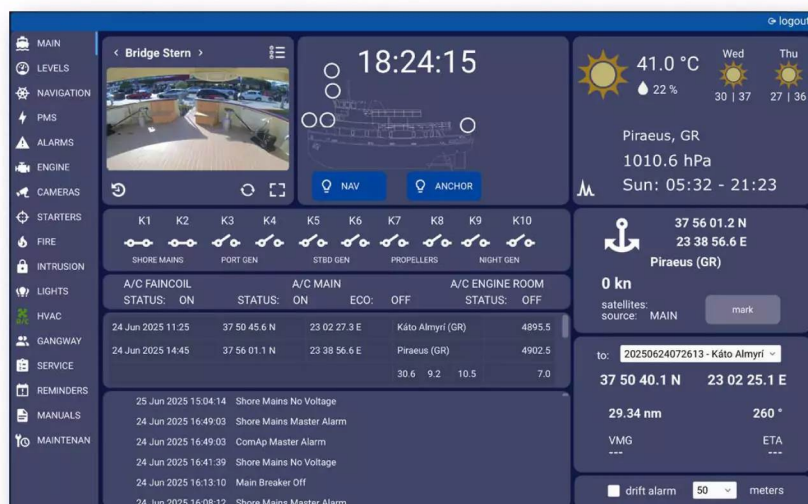 logout
MAIN
LEVELS
NAVIGATION
PMS
ALARMS
ENGINE
CAMERAS
STARTERS
FIRE
INTRUSION
LIGHTS
HVAC
GANGWAY
SERVICE
REMINDERS
MANUALS
MAINTENAN
< Bridge Stern >
18:24:15
NAV
ANCHOR
41.0 °C
22 %
Wed
30 | 37
Thu
27 | 36
Piraeus, GR
1010.6 hPa
Sun: 05:32 - 21:23
K1 K2 K3 K4 K5 K6 K7 K8 K9 K10
SHORE MAINS PORT GEN STBD GEN PROPELLERS NIGHT GEN
A/C FAINCOIL A/C MAIN A/C ENGINE ROOM
STATUS: ON STATUS: ON ECO: OFF STATUS: OFF
24 Jun 2025 11:25 37 50 45.6 N 23 02 27.3 E Káto Almyrí (GR) 4895.5
24 Jun 2025 14:45 37 56 01.1 N 23 38 56.6 E Piraeus (GR) 4902.5
30.6 9.2 10.5 7.0
25 Jun 2025 15:04:14 Shore Mains No Voltage
24 Jun 2025 16:49:03 Shore Mains Master Alarm
24 Jun 2025 16:49:03 ComAp Master Alarm
24 Jun 2025 16:41:39 Shore Mains No Voltage
24 Jun 2025 16:13:10 Main Breaker Off
24 Jun 2025 16:08:12 Shore Mains Master Alarm
37 56 01.2 N
23 38 56.6 E
Piraeus (GR)
0 kn
satellites:
source: MAIN
mark
to: 20250624072613 - Káto Almyrí
37 50 40.1 N 23 02 25.1 E
29.34 nm 260 °
VMG ETA
--- ---
drift alarm 50 meters